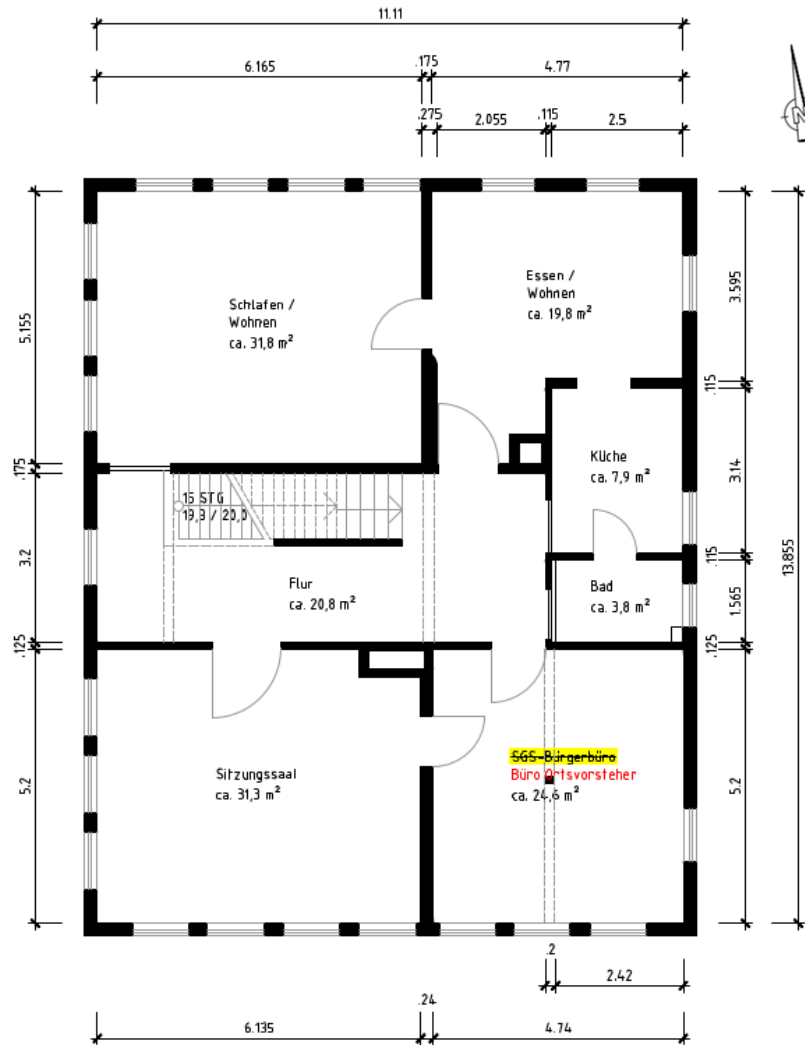 11.11
6.165
.175
4.77
.275
2.055
.115
2.5
N
Schlafen /
Wohnen
ca. 31,8 m²
Essen /
Wohnen
ca. 19,8 m²
5.155
3.595
.115
Küche
ca. 7,9 m²
.175
3.14
16 STG
19,3 / 20,0
3.2
13.855
.115
Flur
ca. 20,8 m²
Bad
ca. 3,8 m²
1.565
.125
.125
SGS-Bürgerbüro
Büro Ortsvorsteher
ca. 24,6 m²
Sitzungssaal
ca. 31,3 m²
5.2
5.2
.2
2.42
.24
6.135
4.74